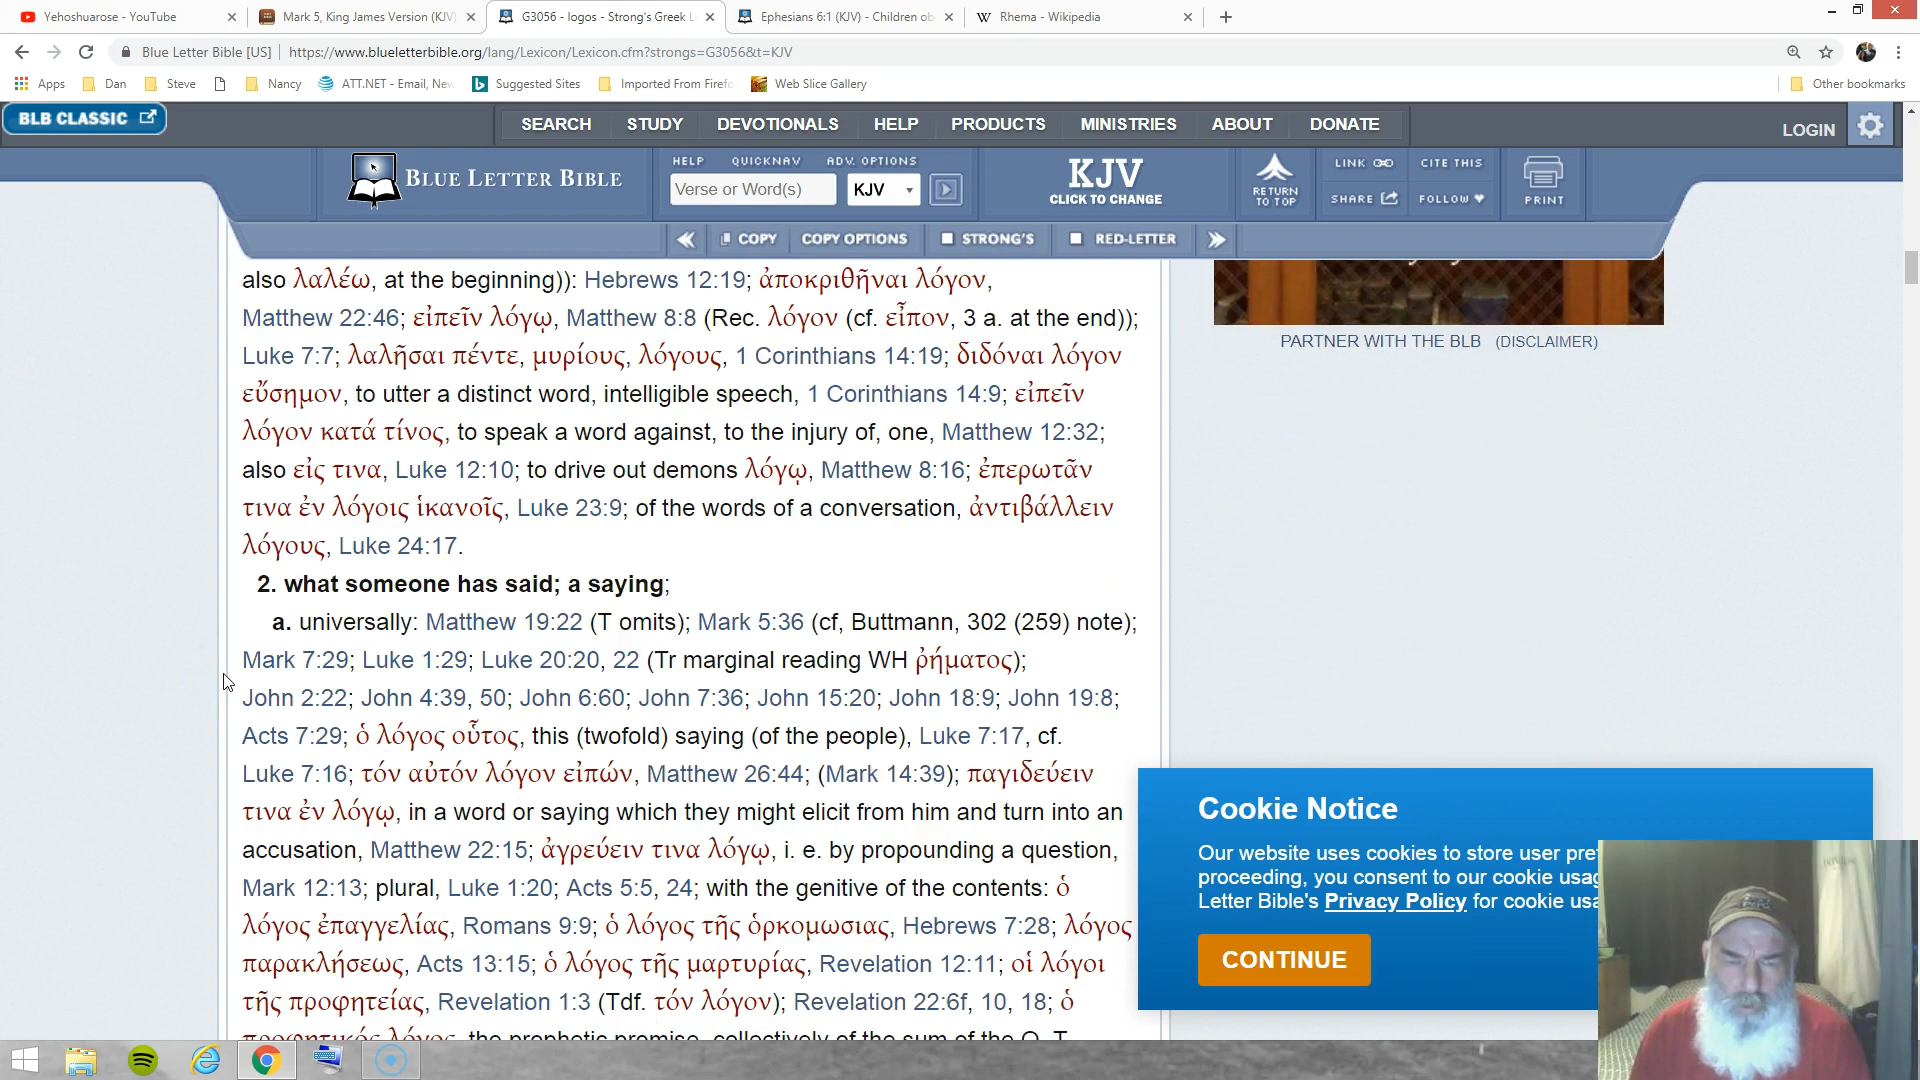 Yehoshuarose - YouTube
Mark 5, King James Version (KJV)
G3056 - logos - Strong's Greek L
Ephesians 6:1 (KJV) - Children ob
Rhema - Wikipedia
Blue Letter Bible [US]
https://www.blueletterbible.org/lang/Lexicon/Lexicon.cfm?strongs=G3056&t=KJV
Apps
Dan
Steve
Nancy
ATT.NET - Email, New
Suggested Sites
Imported From Firefo
Web Slice Gallery
Other bookmarks
BLB CLASSIC
SEARCH STUDY DEVOTIONALS HELP PRODUCTS MINISTRIES ABOUT DONATE
LOGIN
BLUE LETTER BIBLE
HELP QUICKNAV ADV. OPTIONS
Verse or Word(s)
KJV
KJV
CLICK TO CHANGE
RETURN
TO TOP
LINK
CITE THIS
SHARE
FOLLOW
PRINT
COPY COPY OPTIONS STRONG'S RED-LETTER
also λαλέω, at the beginning)): Hebrews 12:19; ἀποκριθῆναι λόγον,
Matthew 22:46; εἰπεῖν λόγῳ, Matthew 8:8 (Rec. λόγον (cf. εἶπον, 3 a. at the end));
Luke 7:7; λαλῆσαι πέντε, μυρίους, λόγους, 1 Corinthians 14:19; διδόναι λόγον
εὔσημον, to utter a distinct word, intelligible speech, 1 Corinthians 14:9; εἰπεῖν
λόγον κατά τίνος, to speak a word against, to the injury of, one, Matthew 12:32;
also εἰς τινα, Luke 12:10; to drive out demons λόγῳ, Matthew 8:16; ἐπερωτᾶν
τινα ἐν λόγοις ἱκανοῖς, Luke 23:9; of the words of a conversation, ἀντιβάλλειν
λόγους, Luke 24:17.
2. what someone has said; a saying;
a. universally: Matthew 19:22 (T omits); Mark 5:36 (cf, Buttmann, 302 (259) note);
Mark 7:29; Luke 1:29; Luke 20:20, 22 (Tr marginal reading WH ῤήματος);
John 2:22; John 4:39, 50; John 6:60; John 7:36; John 15:20; John 18:9; John 19:8;
Acts 7:29; ὁ λόγος οὗτος, this (twofold) saying (of the people), Luke 7:17, cf.
Luke 7:16; τόν αὐτόν λόγον εἰπών, Matthew 26:44; (Mark 14:39); παγιδεύειν
τινα ἐν λόγῳ, in a word or saying which they might elicit from him and turn into an
accusation, Matthew 22:15; ἀγρεύειν τινα λόγῳ, i. e. by propounding a question,
Mark 12:13; plural, Luke 1:20; Acts 5:5, 24; with the genitive of the contents: ὁ
λόγος ἐπαγγελίας, Romans 9:9; ὁ λόγος τῆς ὁρκομωσιας, Hebrews 7:28; λόγος
παρακλήσεως, Acts 13:15; ὁ λόγος τῆς μαρτυρίας, Revelation 12:11; οἱ λόγοι
τῆς προφητείας, Revelation 1:3 (Tdf. τόν λόγον); Revelation 22:6f, 10, 18; ὁ
προφητικός λόγος, the prophetic promise, collectively of the sum of the O. T.
PARTNER WITH THE BLB (DISCLAIMER)
Cookie Notice
Our website uses cookies to store user pre
proceeding, you consent to our cookie usag
Letter Bible's Privacy Policy for cookie usa
CONTINUE